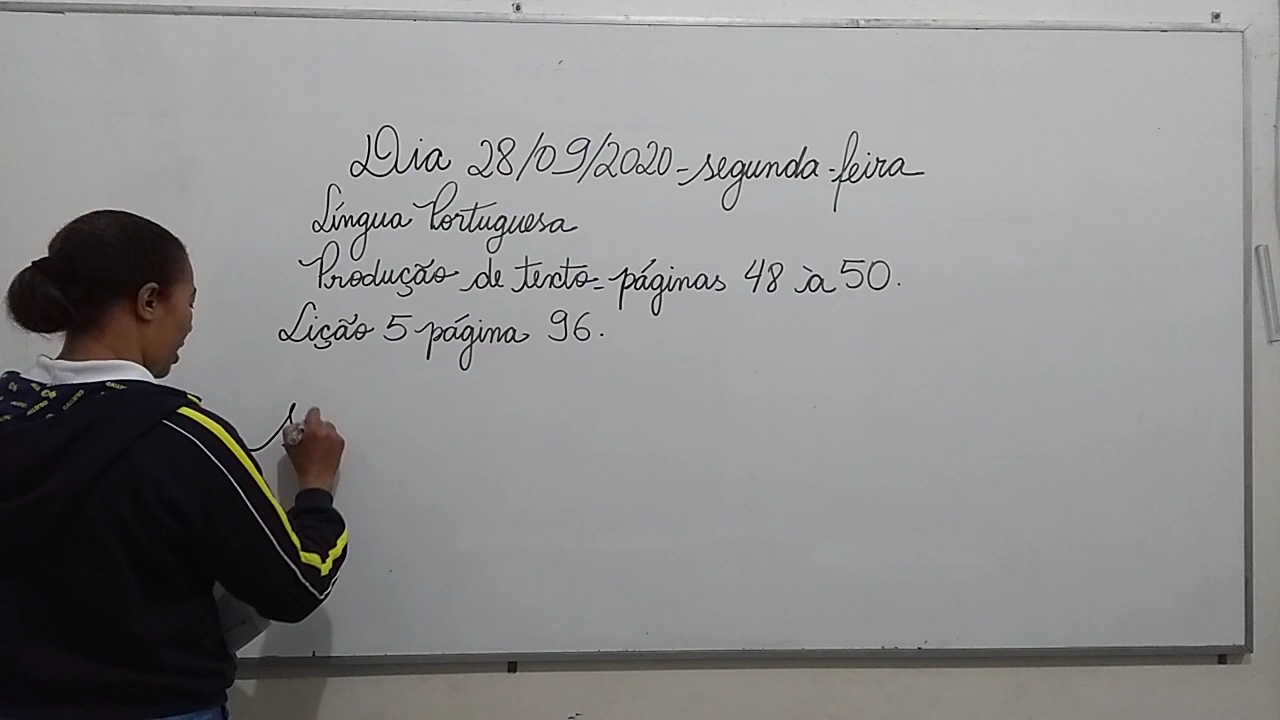 Dia 28/09/2020-segunda-feira
Língua Portuguesa
Produção de texto-páginas 48 à 50.
Lição 5 página 96.